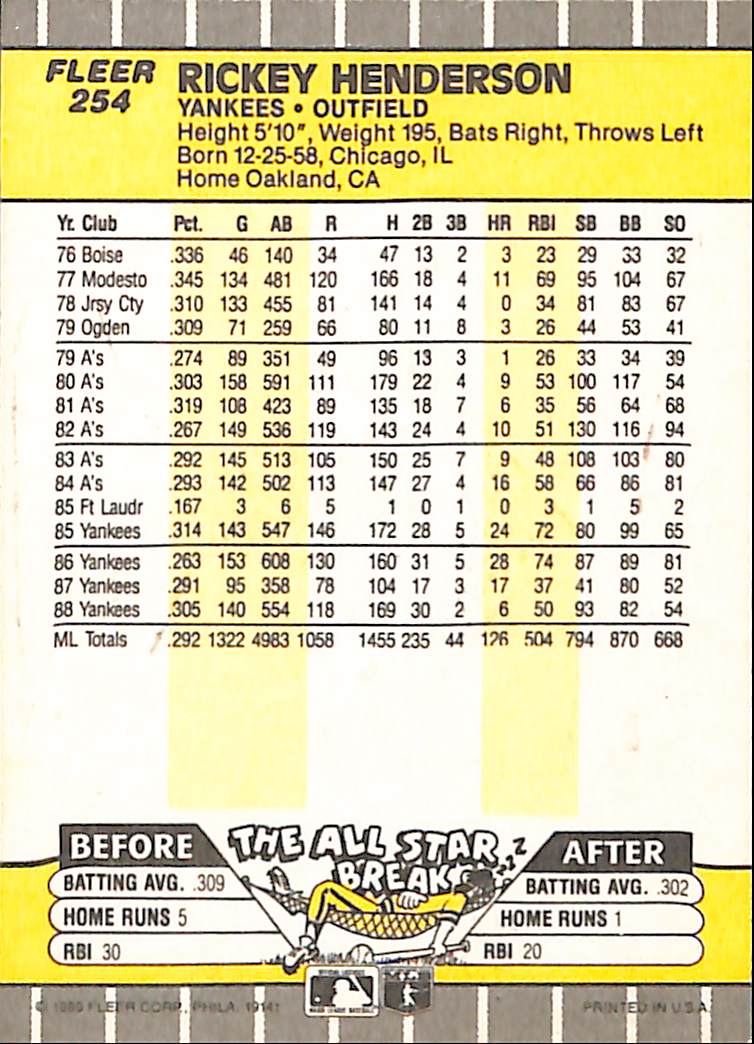 FLEER
254
RICKEY HENDERSON
YANKEES • OUTFIELD
Height 5'10", Weight 195, Bats Right, Throws Left
Born 12-25-58, Chicago, IL
Home Oakland, CA
Yr. Club Pct. G AB R H 2B 3B HR RBI SB BB SO
76 Boise .336 46 140 34 47 13 2 3 23 29 33 32
77 Modesto .345 134 481 120 166 18 4 11 69 95 104 67
78 Jrsy Cty .310 133 455 81 141 14 4 0 34 81 83 67
79 Ogden .309 71 259 66 80 11 8 3 26 44 53 41
79 A's .274 89 351 49 96 13 3 1 26 33 34 39
80 A's .303 158 591 111 179 22 4 9 53 100 117 54
81 A's .319 108 423 89 135 18 7 6 35 56 64 68
82 A's .267 149 536 119 143 24 4 10 51 130 116 94
83 A's .292 145 513 105 150 25 7 9 48 108 103 80
84 A's .293 142 502 113 147 27 4 16 58 66 86 81
85 Ft Laudr .167 3 6 5 1 0 1 0 3 1 5 2
85 Yankees .314 143 547 146 172 28 5 24 72 80 99 65
86 Yankees .263 153 608 130 160 31 5 28 74 87 89 81
87 Yankees .291 95 358 78 104 17 3 17 37 41 80 52
88 Yankees .305 140 554 118 169 30 2 6 50 93 82 54
ML Totals .292 1322 4983 1058 1455 235 44 126 504 794 870 668
THE ALL STAR
BREAK
ZZZ
BEFORE
BATTING AVG. .309
HOME RUNS 5
RBI 30
AFTER
BATTING AVG. .302
HOME RUNS 1
RBI 20
© 1989 FLEER CORP., PHILA. 19141
PRINTED IN U.S.A.